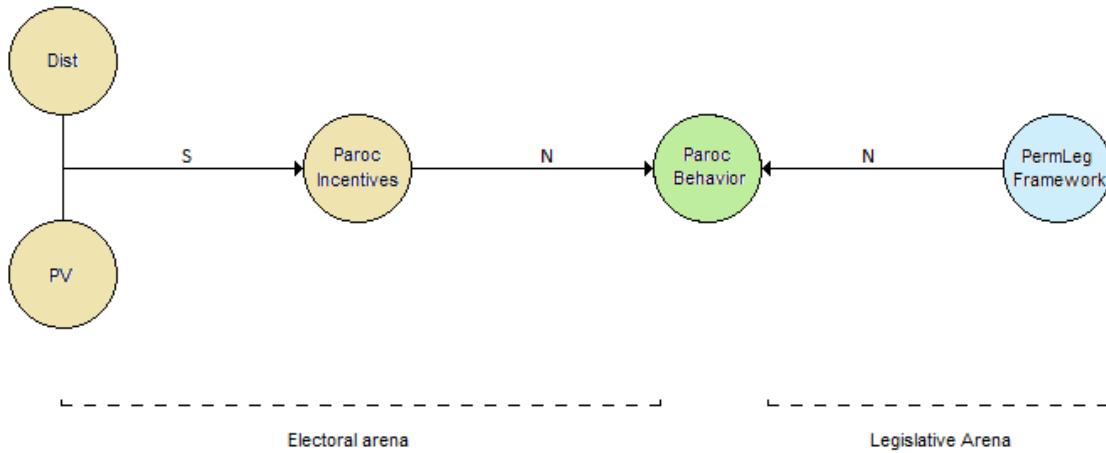 Dist
S
Paroc
Incentives
N
Paroc
Behavior
N
PermLeg
Framework
PV
Electoral arena
Legislative Arena